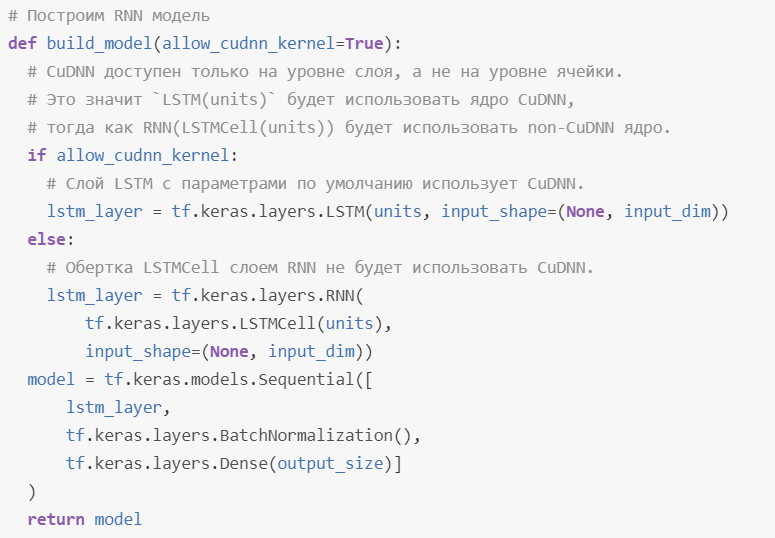 # Построим RNN модель
def build_model(allow_cudnn_kernel=True):
  # CuDNN доступен только на уровне слоя, а не на уровне ячейки.
  # Это значит `LSTM(units)` будет использовать ядро CuDNN,
  # тогда как RNN(LSTMCell(units)) будет использовать non-CuDNN ядро.
  if allow_cudnn_kernel:
    # Слой LSTM с параметрами по умолчанию использует CuDNN.
    lstm_layer = tf.keras.layers.LSTM(units, input_shape=(None, input_dim))
  else:
    # Обертка LSTMCell слоем RNN не будет использовать CuDNN.
    lstm_layer = tf.keras.layers.RNN(
        tf.keras.layers.LSTMCell(units),
        input_shape=(None, input_dim))
  model = tf.keras.models.Sequential([
      lstm_layer,
      tf.keras.layers.BatchNormalization(),
      tf.keras.layers.Dense(output_size)]
  )
  return model